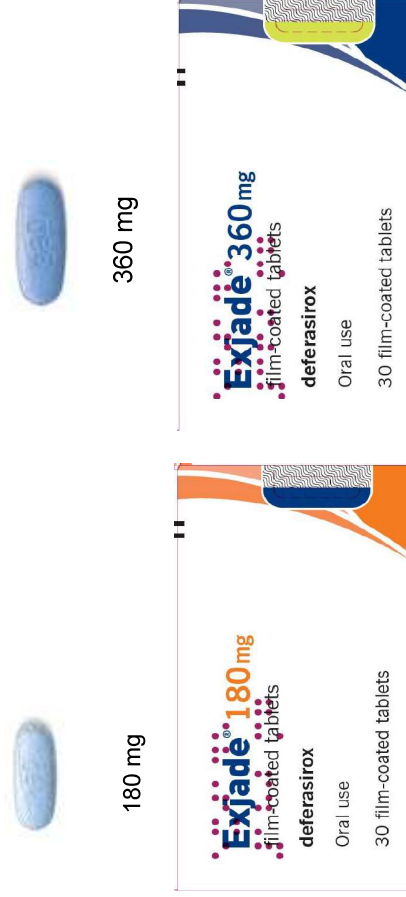 360 mg
Exjade® 360mg
film-coated tablets
deferasirox
Oral use
30 film-coated tablets
180 mg
Exjade® 180mg
film-coated tablets
deferasirox
Oral use
30 film-coated tablets